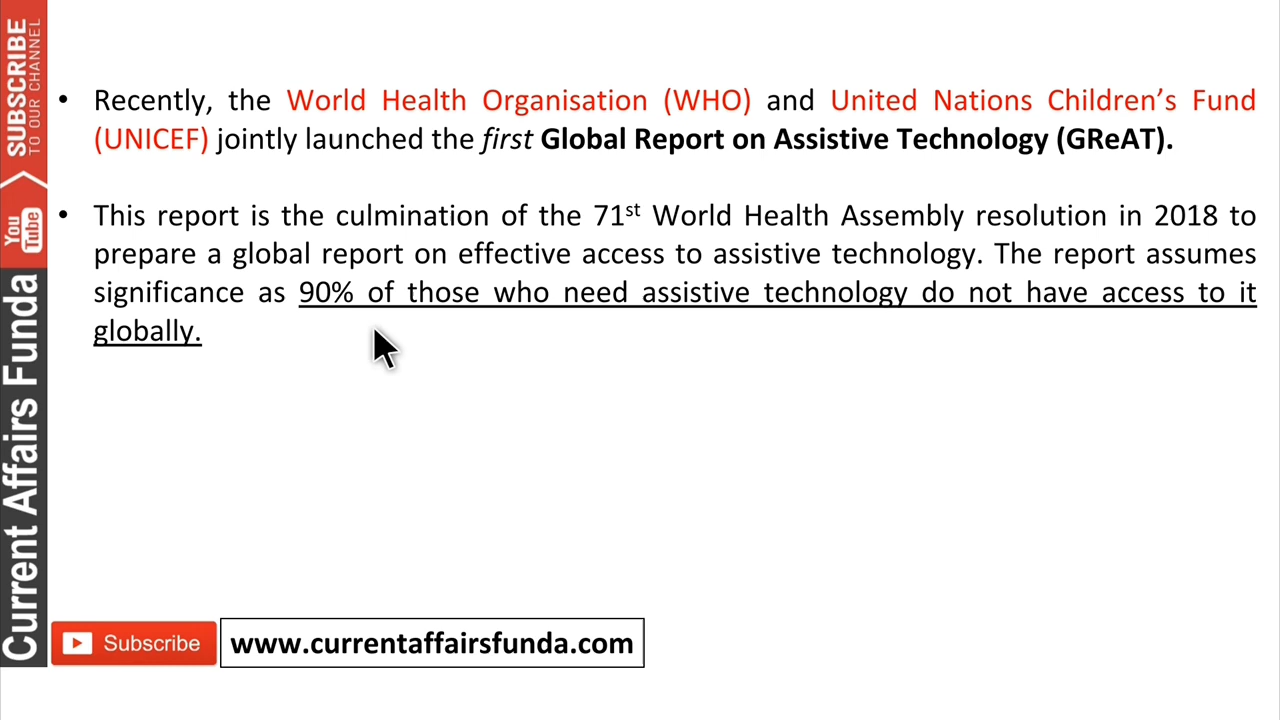 SUBSCRIBE
TO OUR CHANNEL
You
Tube
Current Affairs Funda
• Recently, the World Health Organisation (WHO) and United Nations Children’s Fund
(UNICEF) jointly launched the first Global Report on Assistive Technology (GReAT).
• This report is the culmination of the 71st World Health Assembly resolution in 2018 to
prepare a global report on effective access to assistive technology. The report assumes
significance as 90% of those who need assistive technology do not have access to it
globally.
Subscribe
www.currentaffairsfunda.com